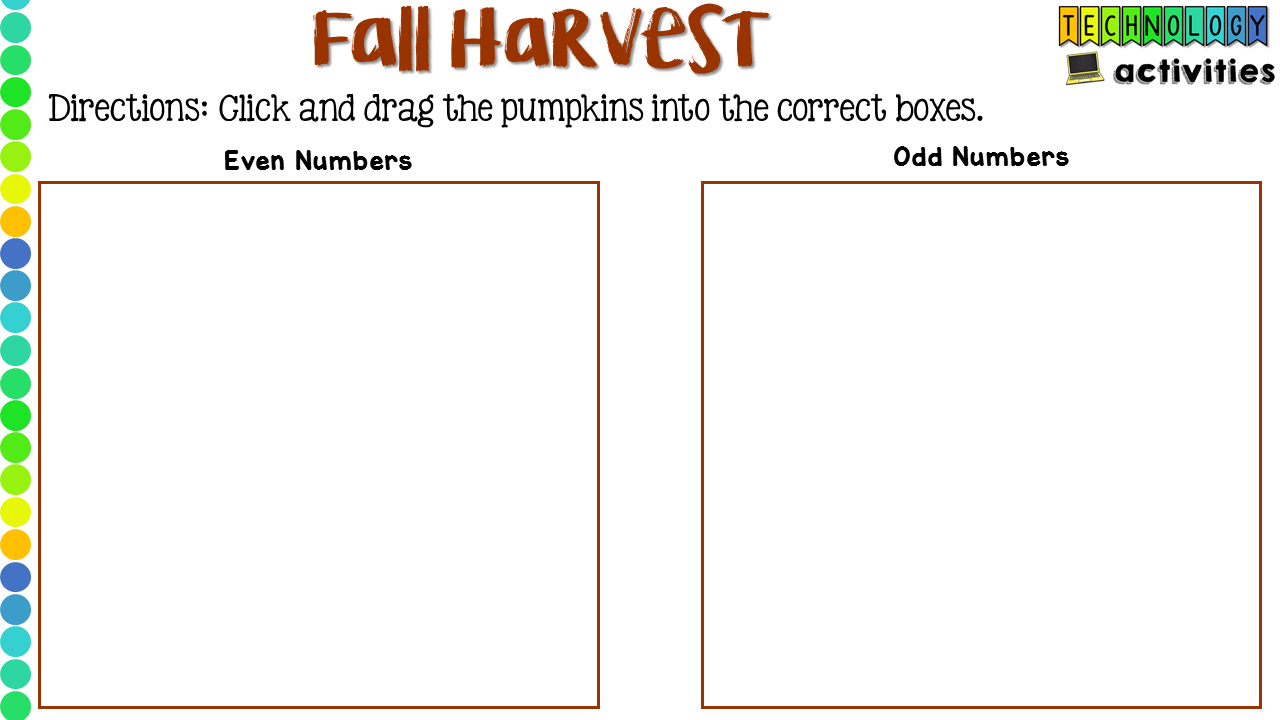 Fall Harvest
TECHNOLOGY
activities
Directions: Click and drag the pumpkins into the correct boxes.
Even Numbers
Odd Numbers